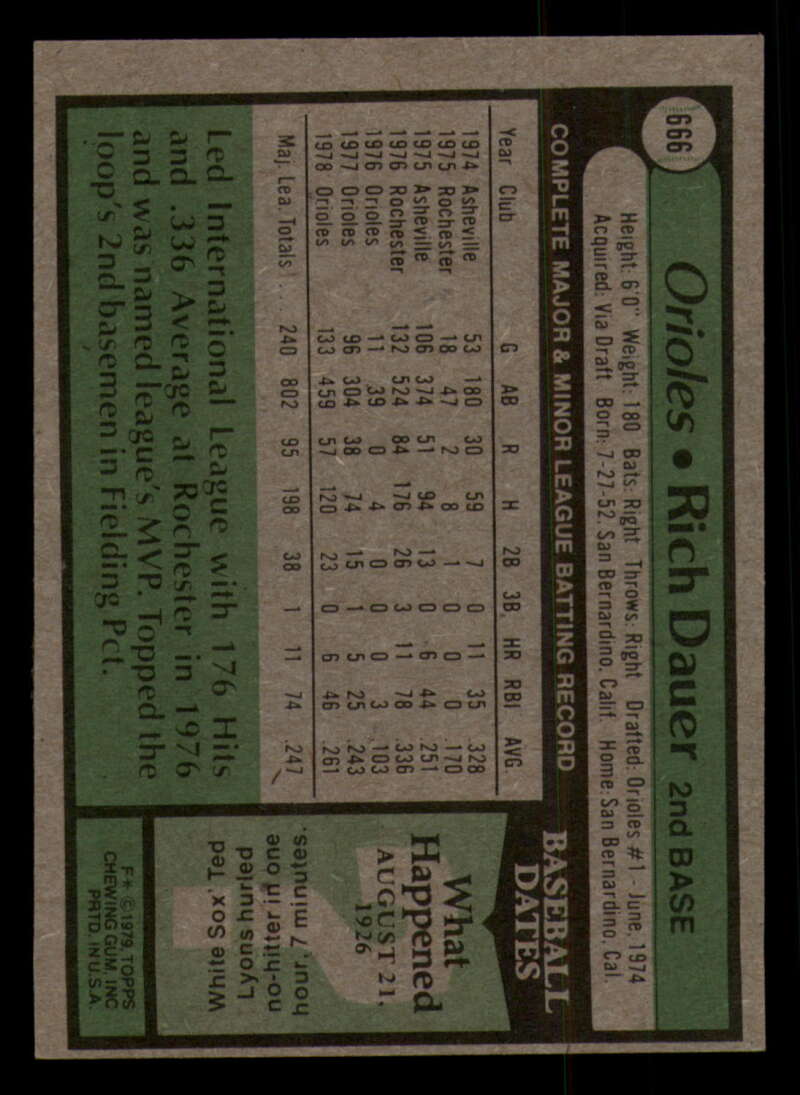 666
Orioles • Rich Dauer 2nd BASE
Height: 6'0" Weight: 180 Bats: Right Throws: Right Drafted: Orioles #1 - June, 1974
Acquired: Via Draft Born: 7-27-52, San Bernardino, Calif. Home: San Bernardino, Cal.
COMPLETE MAJOR & MINOR LEAGUE BATTING RECORD
Year Club G AB R H 2B 3B HR RBI AVG.
1974 Asheville 53 180 30 59 7 0 11 35 .328
1975 Rochester 18 47 2 8 1 0 0 0 .170
1975 Asheville 106 374 51 94 13 0 6 44 .251
1976 Rochester 132 524 84 176 26 3 11 78 .336
1976 Orioles 11 39 0 4 0 0 0 3 .103
1977 Orioles 96 304 38 74 15 1 5 25 .243
1978 Orioles 133 459 57 120 23 0 6 46 .261
Maj. Lea. Totals .... 240 802 95 198 38 1 11 74 .247
Led International League with 176 Hits
and .336 Average at Rochester in 1976
and was named league's MVP. Topped the
loop's 2nd basemen in Fielding Pct.
BASEBALL
DATES
What
Happened
AUGUST 21,
1926
White Sox' Ted
Lyons hurled
no-hitter in one
hour, 7 minutes.
F* © 1979, TOPPS
CHEWING GUM, INC.
PRTD. IN U.S.A.